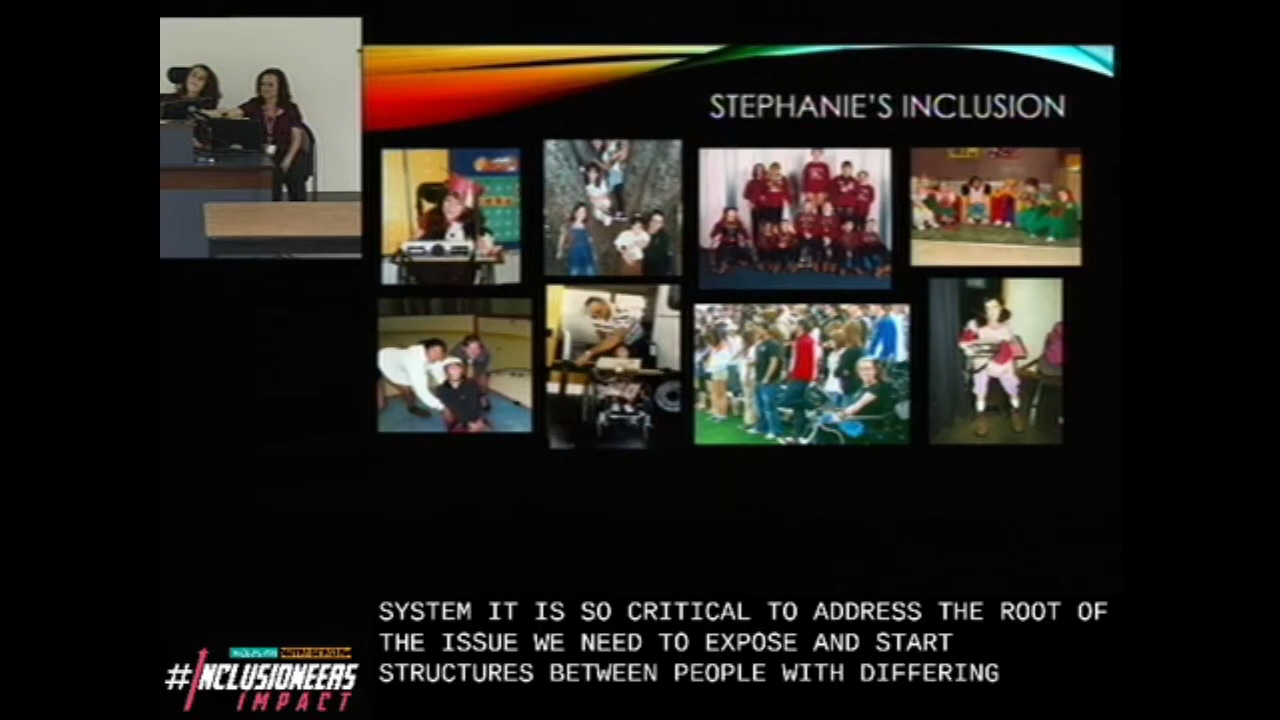 STEPHANIE'S INCLUSION
SYSTEM IT IS SO CRITICAL TO ADDRESS THE ROOT OF
THE ISSUE WE NEED TO EXPOSE AND START
STRUCTURES BETWEEN PEOPLE WITH DIFFERING
#INCLUSIONEERS
IMPACT